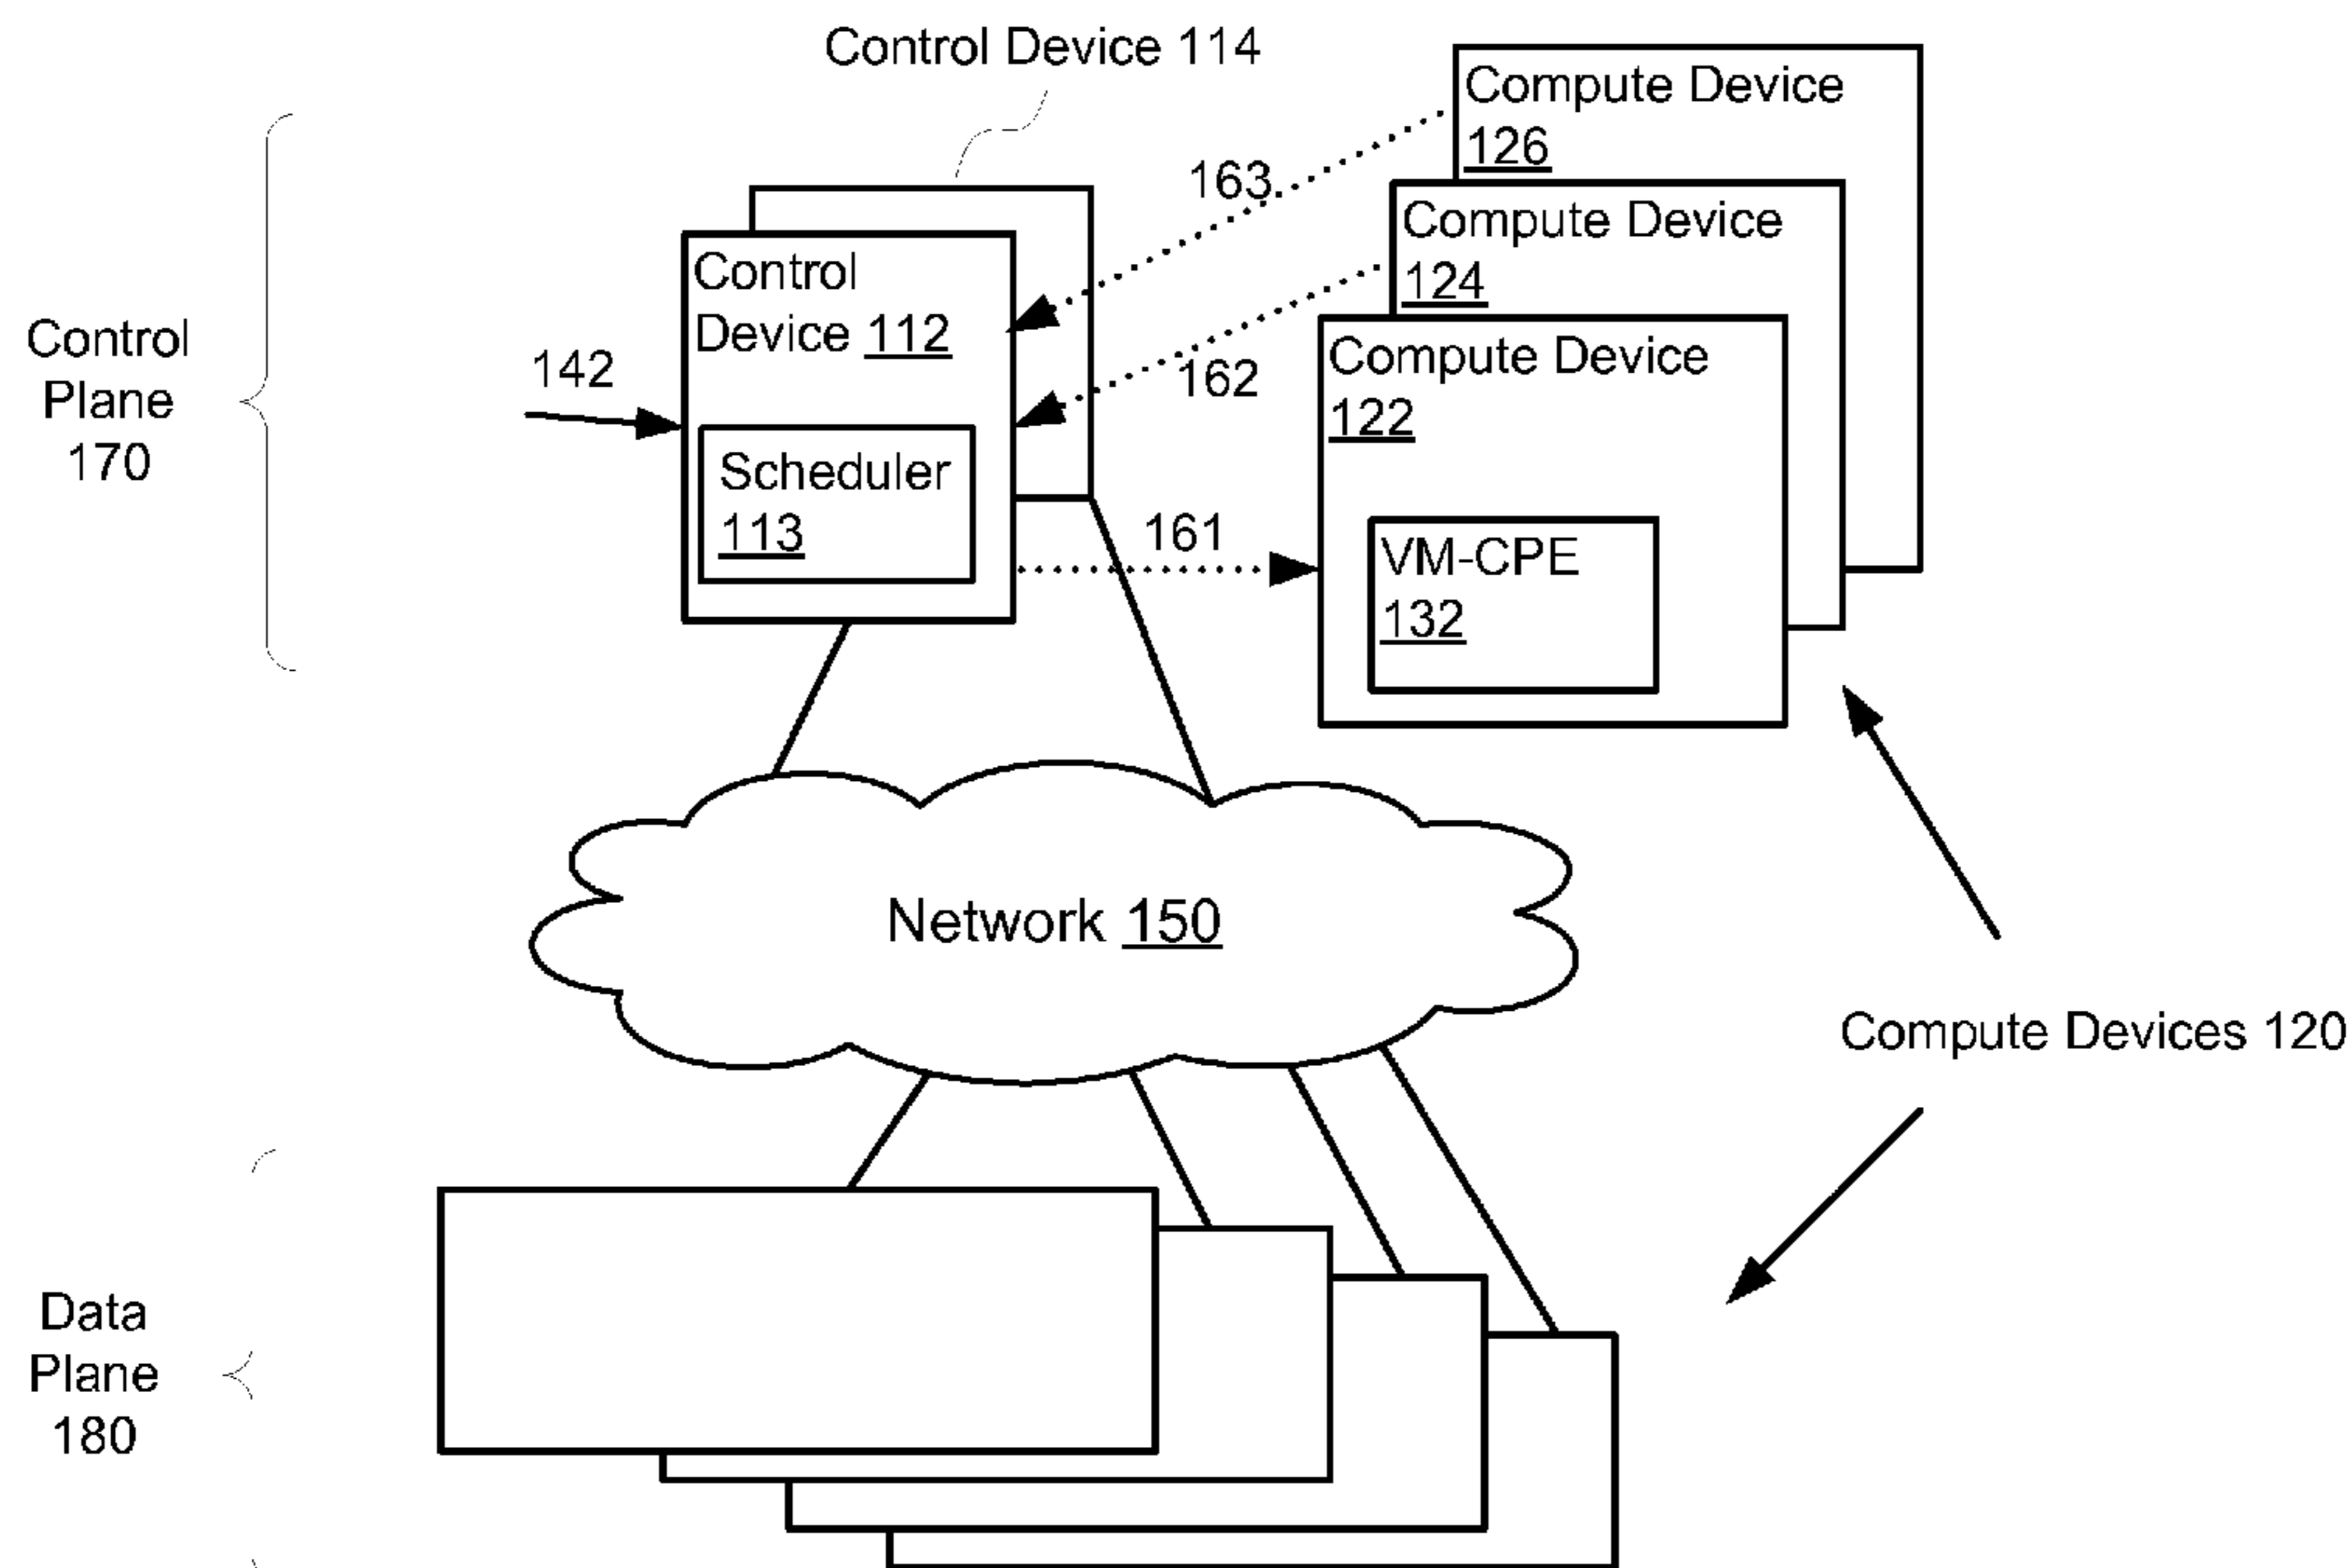 Control Device 114
Compute Device
126
163
Compute Device
124
Control
Device 112
Control
Plane
170
142
162
Compute Device
122
Scheduler
113
161
VM-CPE
132
Network 150
Compute Devices 120
Data
Plane
180